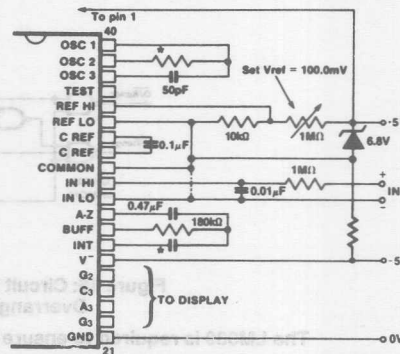 To pin 1
40
OSC 1
OSC 2
OSC 3
TEST
REF HI
REF LO
C REF
C REF
COMMON
IN HI
IN LO
A-Z
BUFF
INT
V⁻
G₂
C₃
A₃
G₃
GND
21
*
50pF
Set Vref = 100.0mV
10kΩ
1MΩ
-5
6.8V
0.1μF
1MΩ
+
IN
−
0.01μF
0.47μF
180kΩ
*
-5
TO DISPLAY
0V